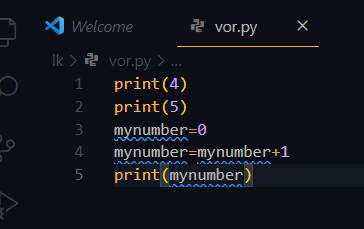 Welcome
vor.py
lk > vor.py > ...
1 print(4)
2 print(5)
3 mynumber=0
4 mynumber=mynumber+1
5 print(mynumber)